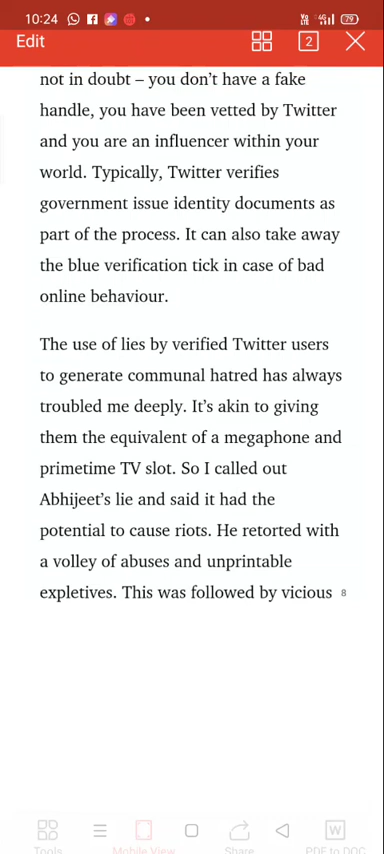 10:24
79
Edit
2
not in doubt – you don’t have a fake
handle, you have been vetted by Twitter
and you are an influencer within your
world. Typically, Twitter verifies
government issue identity documents as
part of the process. It can also take away
the blue verification tick in case of bad
online behaviour.
The use of lies by verified Twitter users
to generate communal hatred has always
troubled me deeply. It’s akin to giving
them the equivalent of a megaphone and
primetime TV slot. So I called out
Abhijeet’s lie and said it had the
potential to cause riots. He retorted with
a volley of abuses and unprintable
expletives. This was followed by vicious 8
W
Tools Mobile View Share PDF to DOC